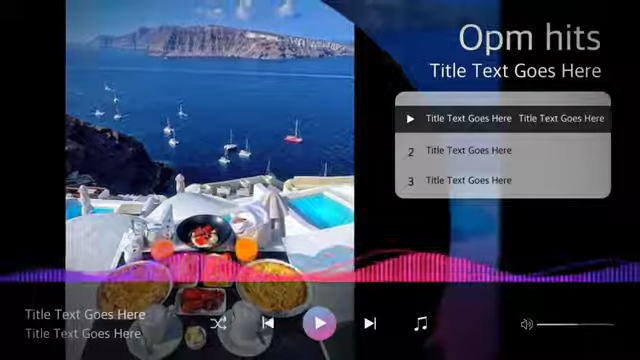 Opm hits
Title Text Goes Here
Title Text Goes Here Title Text Goes Here
2 Title Text Goes Here
3 Title Text Goes Here
Title Text Goes Here
Title Text Goes Here